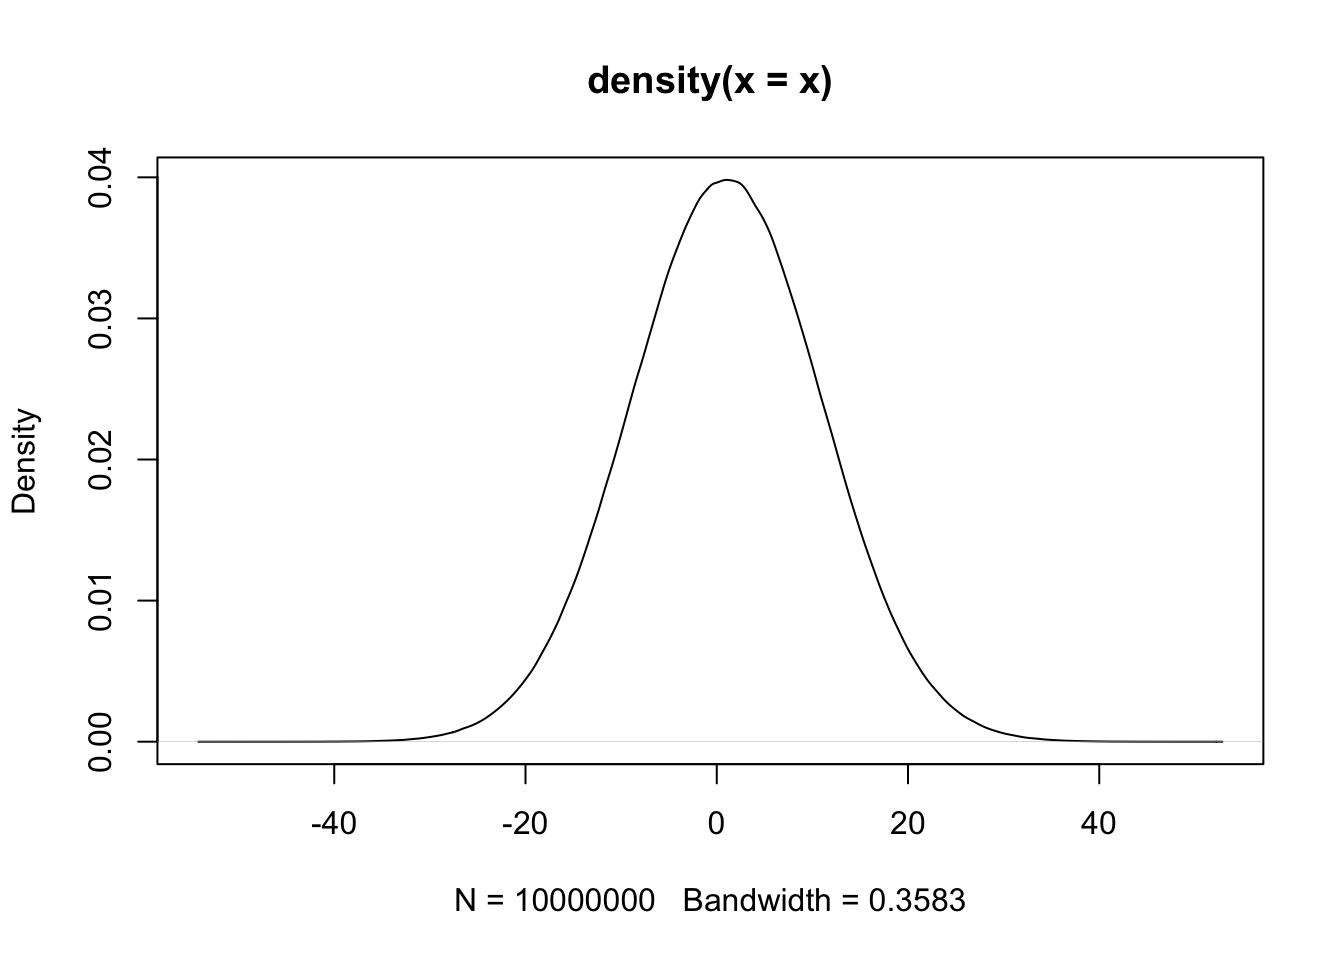 density(x = x)
Density
0.04
0.03
0.02
0.01
0.00
-40 -20 0 20 40
N = 10000000 Bandwidth = 0.3583